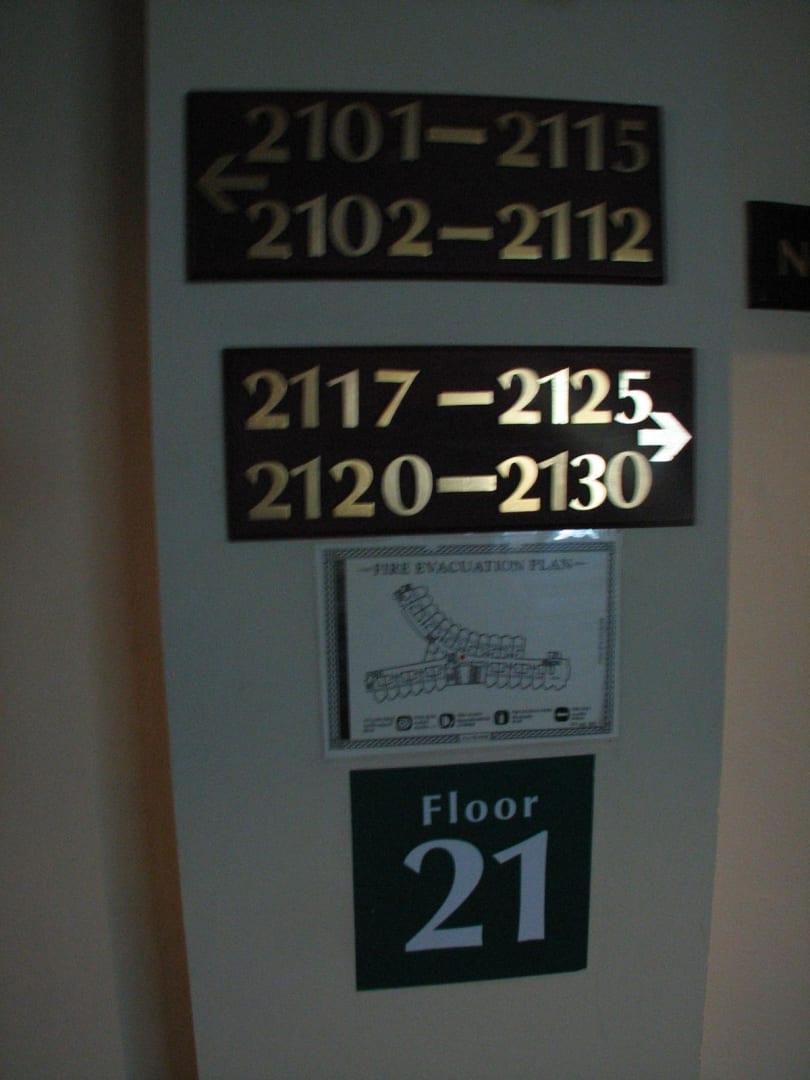 2101-2115
2102-2112
2117-2125
2120-2130
FIRE EVACUATION PLAN
Floor
21